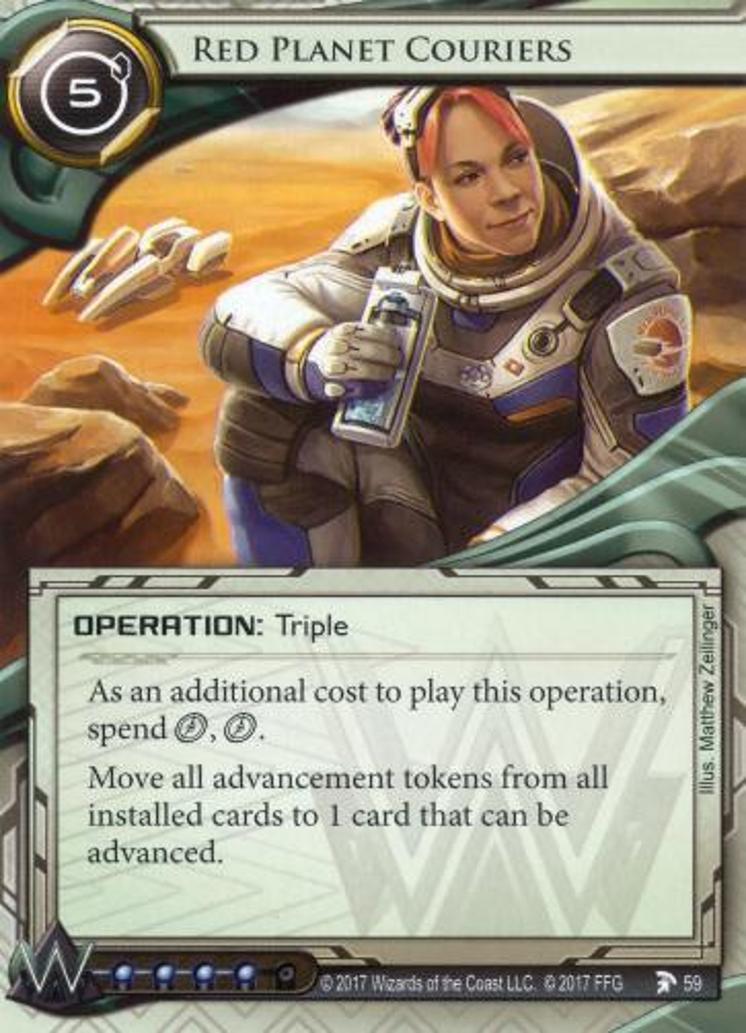 5
RED PLANET COURIERS
OPERATION: Triple
As an additional cost to play this operation,
spend , .
Move all advancement tokens from all
installed cards to 1 card that can be
advanced.
Illus. Matthew Zeilinger
© 2017 Wizards of the Coast LLC. © 2017 FFG
59